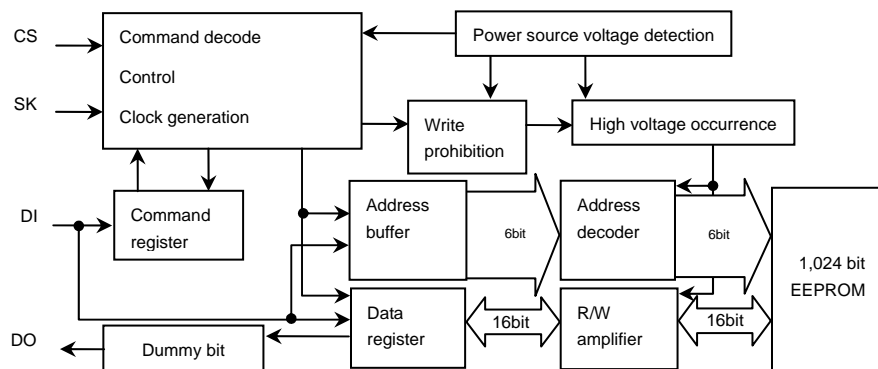 CS
Command decode
Power source voltage detection
Control
SK
Clock generation
Write
prohibition
High voltage occurrence
DI
Command
register
Address
buffer
6bit
Address
decoder
6bit
1,024 bit
EEPROM
Data
register
16bit
R/W
amplifier
16bit
DO
Dummy bit